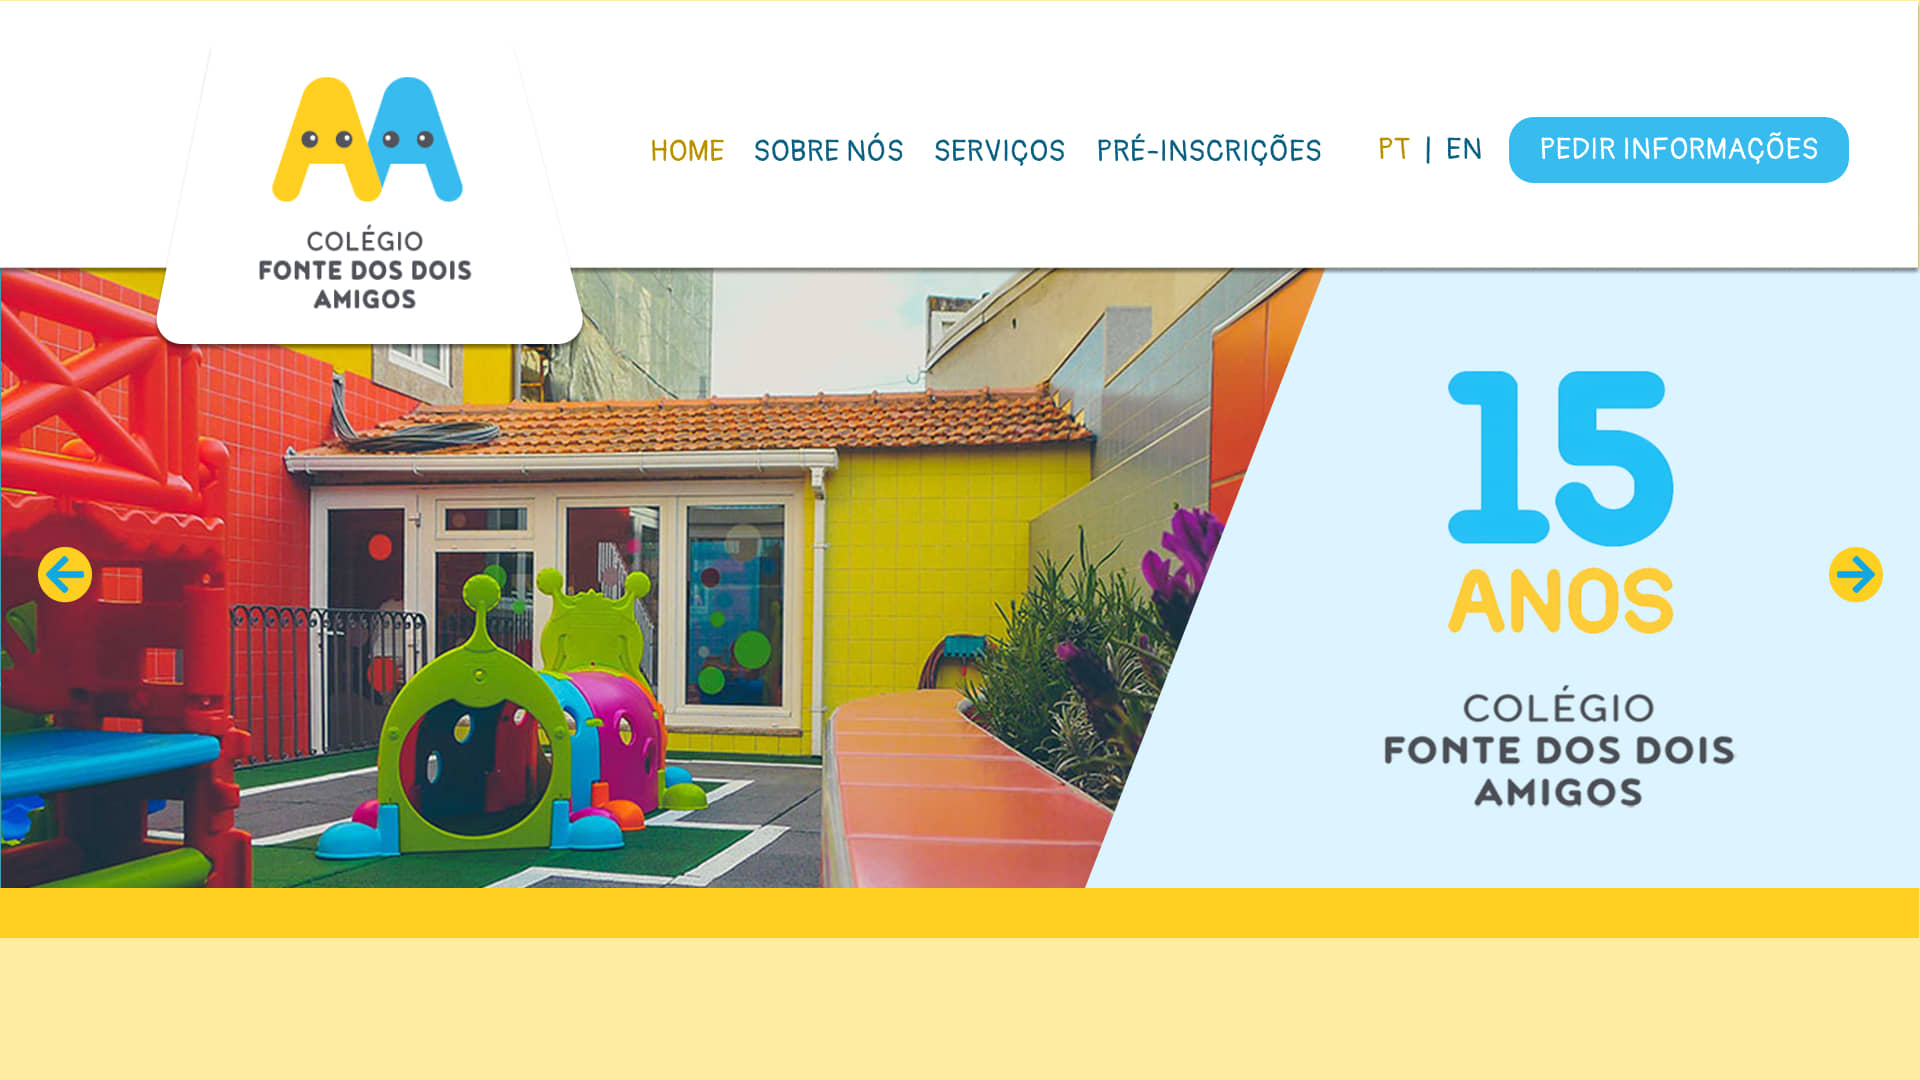 COLÉGIO
FONTE DOS DOIS
AMIGOS
HOME SOBRE NÓS SERVIÇOS PRÉ-INSCRIÇÕES PT | EN PEDIR INFORMAÇÕES
15
ANOS
COLÉGIO
FONTE DOS DOIS
AMIGOS